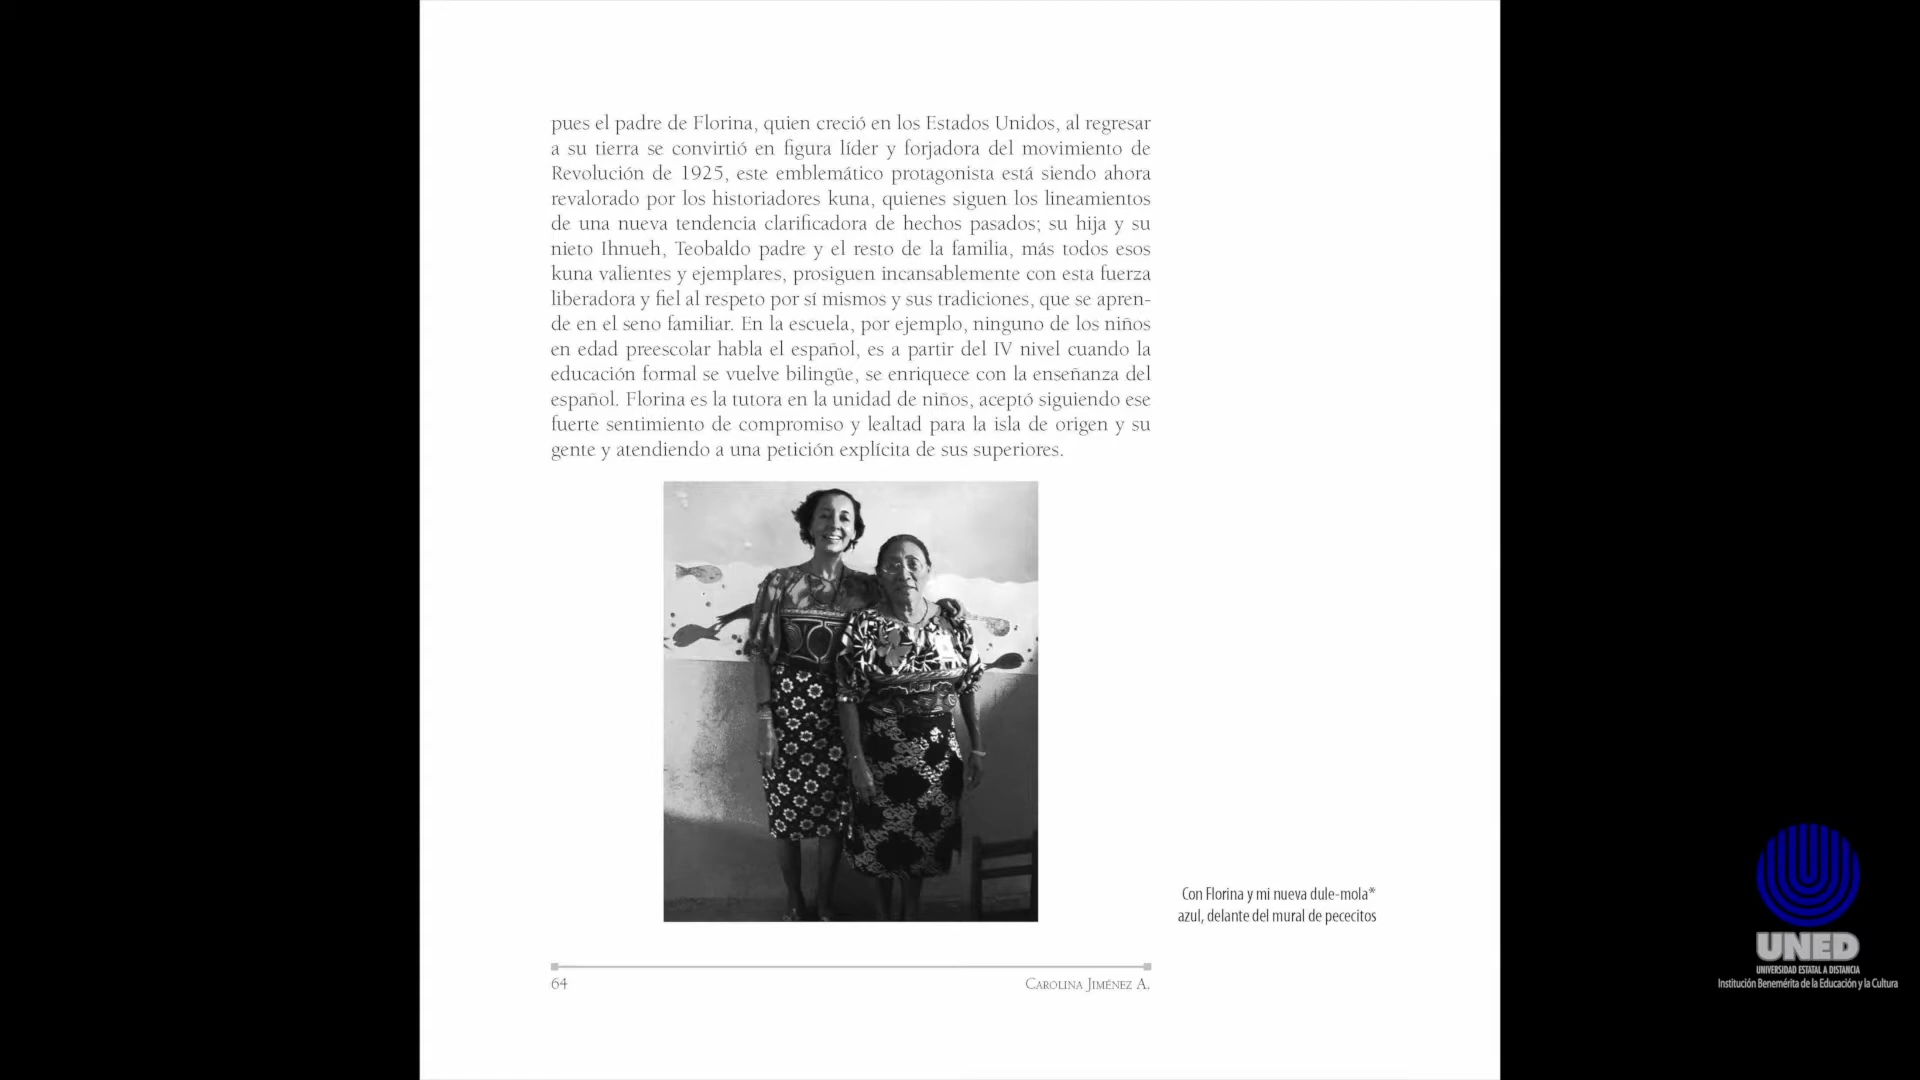 pues el padre de Florina, quien creció en los Estados Unidos, al regresar
a su tierra se convirtió en figura líder y forjadora del movimiento de
Revolución de 1925, este emblemático protagonista está siendo ahora
revalorado por los historiadores kuna, quienes siguen los lineamientos
de una nueva tendencia clarificadora de hechos pasados; su hija y su
nieto Ihnueh, Teobaldo padre y el resto de la familia, más todos esos
kuna valientes y ejemplares, prosiguen incansablemente con esta fuerza
liberadora y fiel al respeto por sí mismos y sus tradiciones, que se apren-
de en el seno familiar. En la escuela, por ejemplo, ninguno de los niños
en edad preescolar habla el español, es a partir del IV nivel cuando la
educación formal se vuelve bilingüe, se enriquece con la enseñanza del
español. Florina es la tutora en la unidad de niños, aceptó siguiendo ese
fuerte sentimiento de compromiso y lealtad para la isla de origen y su
gente y atendiendo a una petición explícita de sus superiores.
Con Florina y mi nueva dule-mola*
azul, delante del mural de pececitos
64
Carolina Jiménez A.
UNED
UNIVERSIDAD ESTATAL A DISTANCIA
Institución Benemérita de la Educación y la Cultura